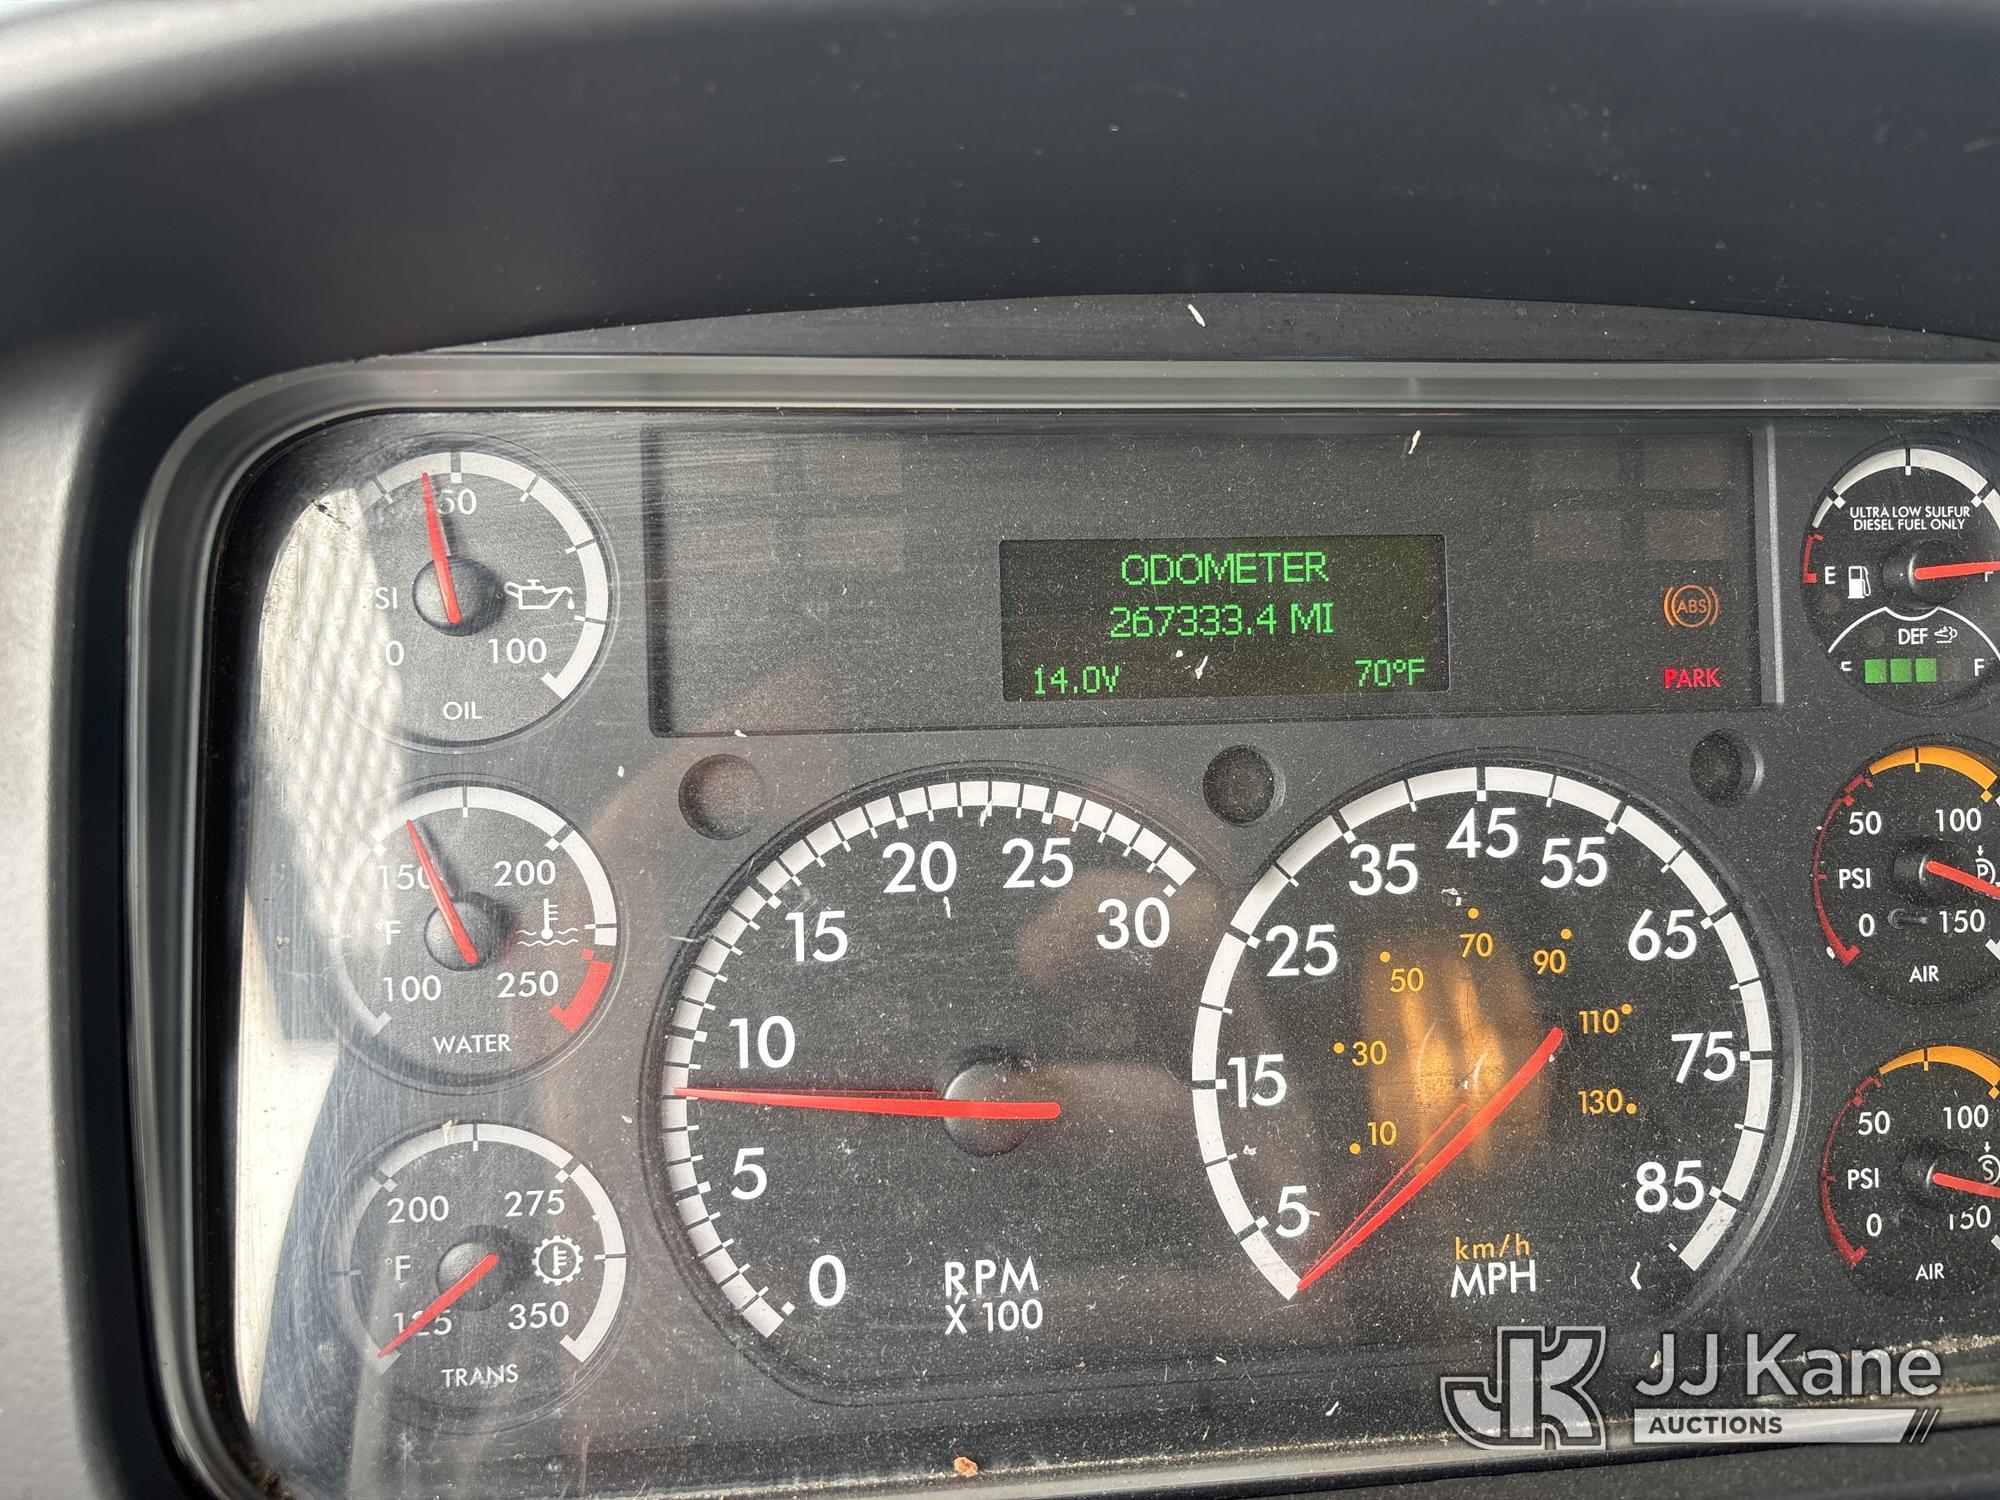 50
PSI
0
100
OIL
150
200
°F
100
250
WATER
200
275
°F
125
350
TRANS
ODOMETER
267333.4 MI
14.0V
70°F
ABS
PARK
0
5
10
15
20
25
30
RPM
X 100
5
15
25
35
45
55
65
75
85
10
30
50
70
90
110
130
km/h
MPH
ULTRA LOW SULFUR
DIESEL FUEL ONLY
E
F
DEF
F
50
100
PSI
P
0
150
AIR
50
100
PSI
S
0
150
AIR
JK
JJ Kane
AUCTIONS